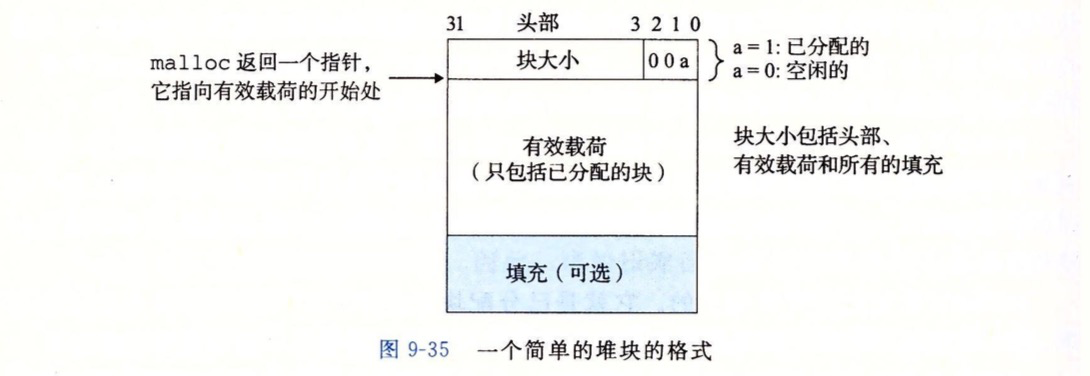 31 头部 3 2 1 0
malloc 返回一个指针，
它指向有效载荷的开始处
块大小
0 0 a
a = 1: 已分配的
a = 0: 空闲的
有效载荷
（只包括已分配的块）
块大小包括头部、
有效载荷和所有的填充
填充（可选）
图 9-35 一个简单的堆块的格式